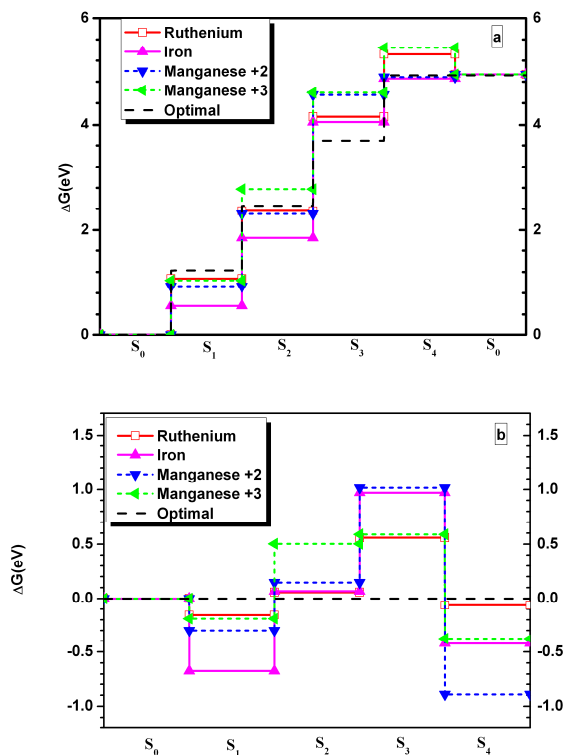 6
4
2
0
ΔG(eV)
Ruthenium
Iron
Manganese +2
Manganese +3
Optimal
a
6
4
2
0
S0 S1 S2 S3 S4 S0
1.5
1.0
0.5
0.0
-0.5
-1.0
ΔG(eV)
Ruthenium
Iron
Manganese +2
Manganese +3
Optimal
b
1.5
1.0
0.5
0.0
-0.5
-1.0
S0 S1 S2 S3 S4